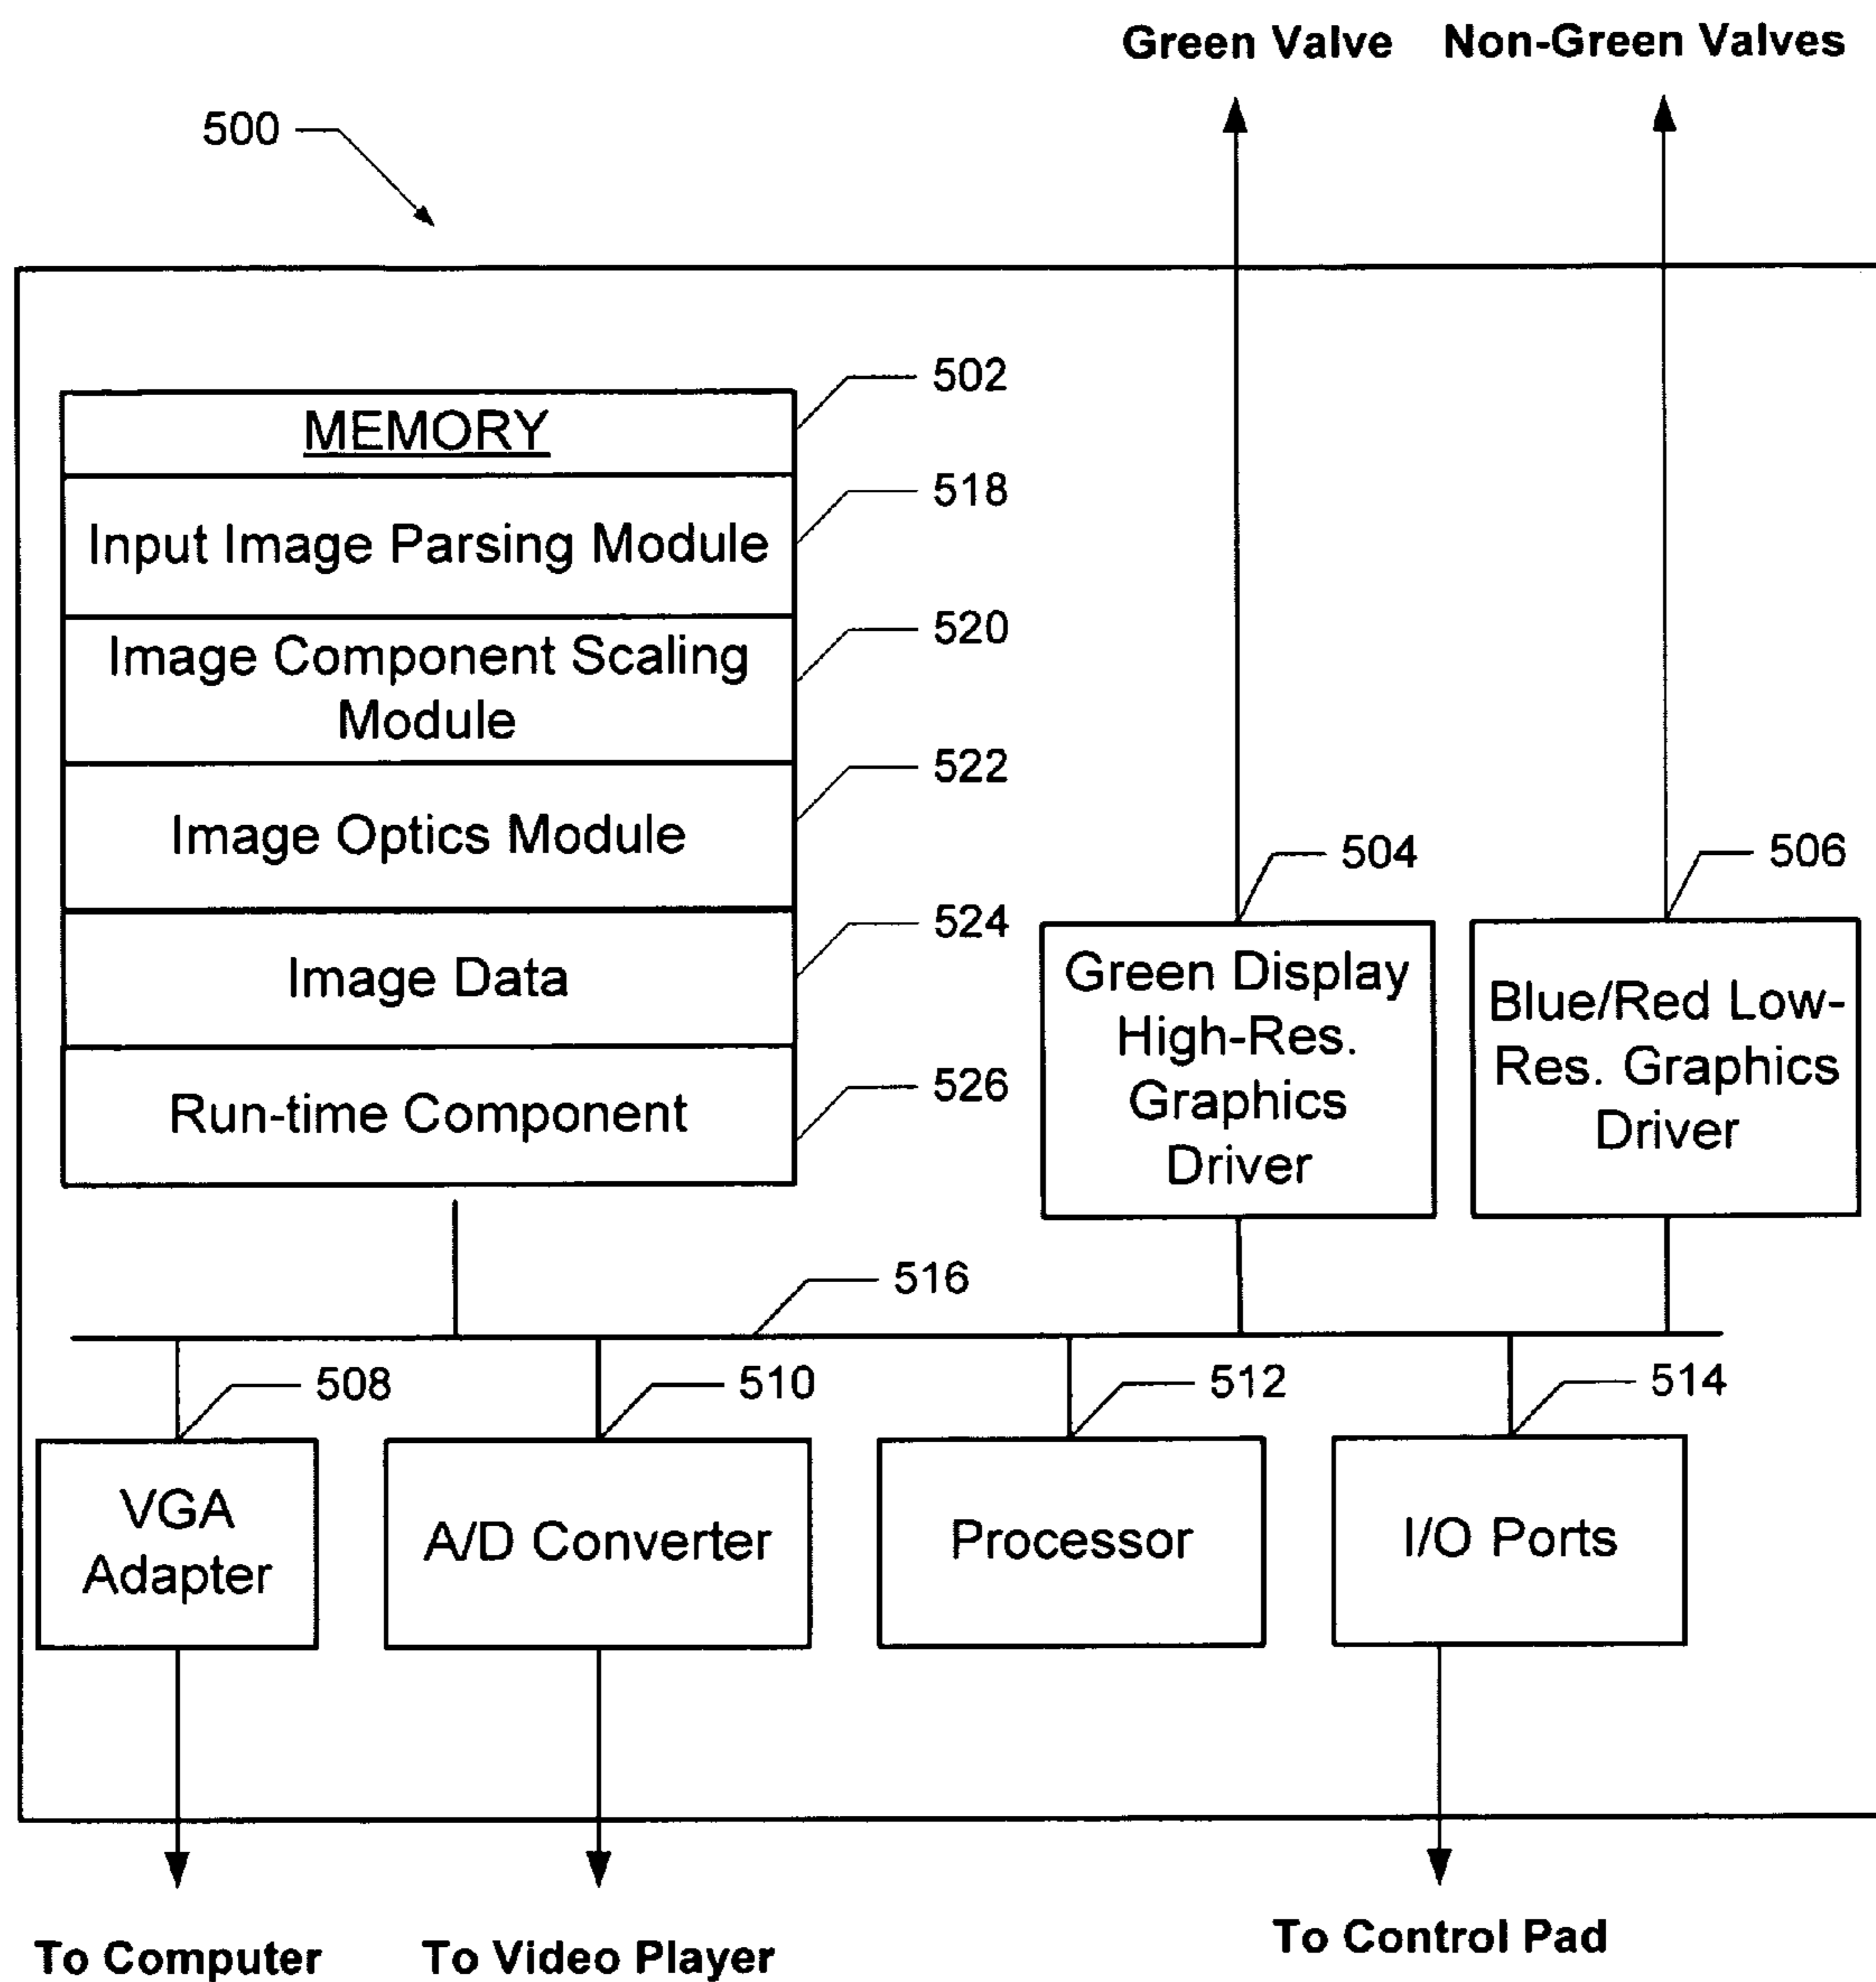 Green Valve Non-Green Valves
500
502
MEMORY
518
Input Image Parsing Module
520
Image Component Scaling
Module
522
Image Optics Module
504
506
524
Image Data
Green Display
High-Res.
Graphics
Driver
Blue/Red Low-
Res. Graphics
Driver
526
Run-time Component
516
508
510
512
514
VGA
Adapter
A/D Converter
Processor
I/O Ports
To Computer
To Video Player
To Control Pad